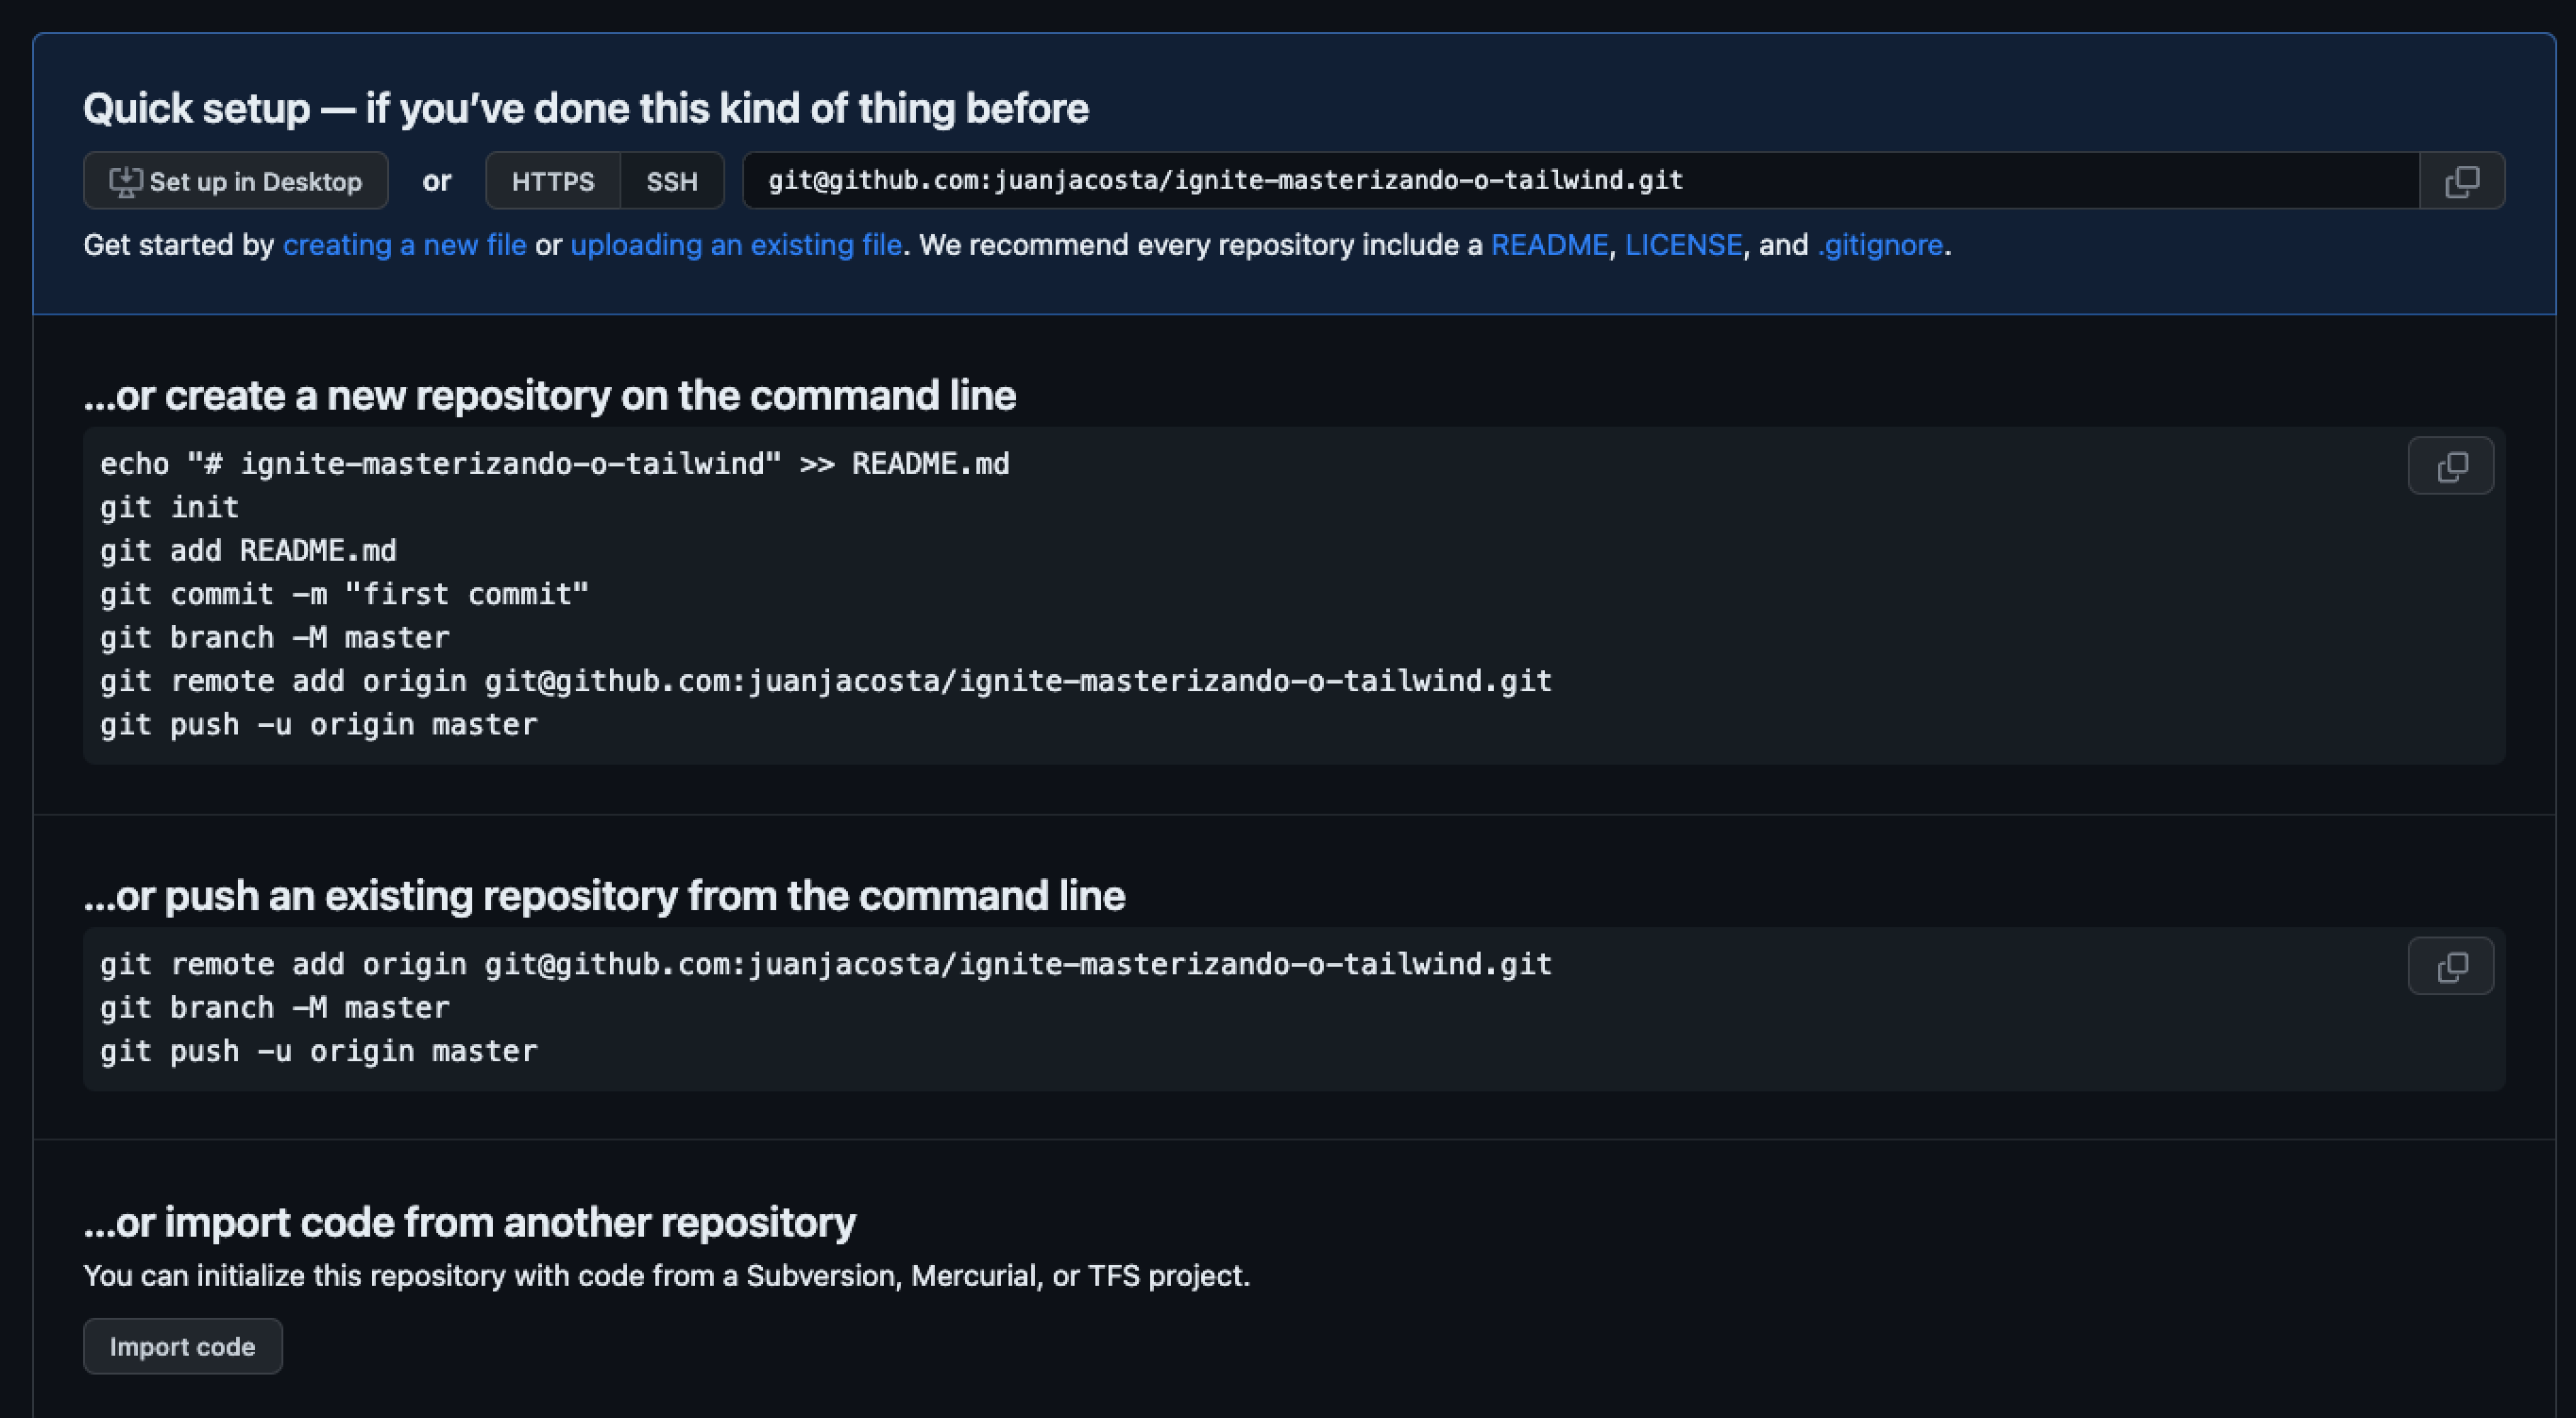 Quick setup — if you’ve done this kind of thing before
Set up in Desktop or HTTPS SSH git@github.com:juanjacosta/ignite-masterizando-o-tailwind.git
Get started by creating a new file or uploading an existing file. We recommend every repository include a README, LICENSE, and .gitignore.
…or create a new repository on the command line
echo "# ignite-masterizando-o-tailwind" >> README.md
git init
git add README.md
git commit -m "first commit"
git branch -M master
git remote add origin git@github.com:juanjacosta/ignite-masterizando-o-tailwind.git
git push -u origin master
…or push an existing repository from the command line
git remote add origin git@github.com:juanjacosta/ignite-masterizando-o-tailwind.git
git branch -M master
git push -u origin master
…or import code from another repository
You can initialize this repository with code from a Subversion, Mercurial, or TFS project.
Import code